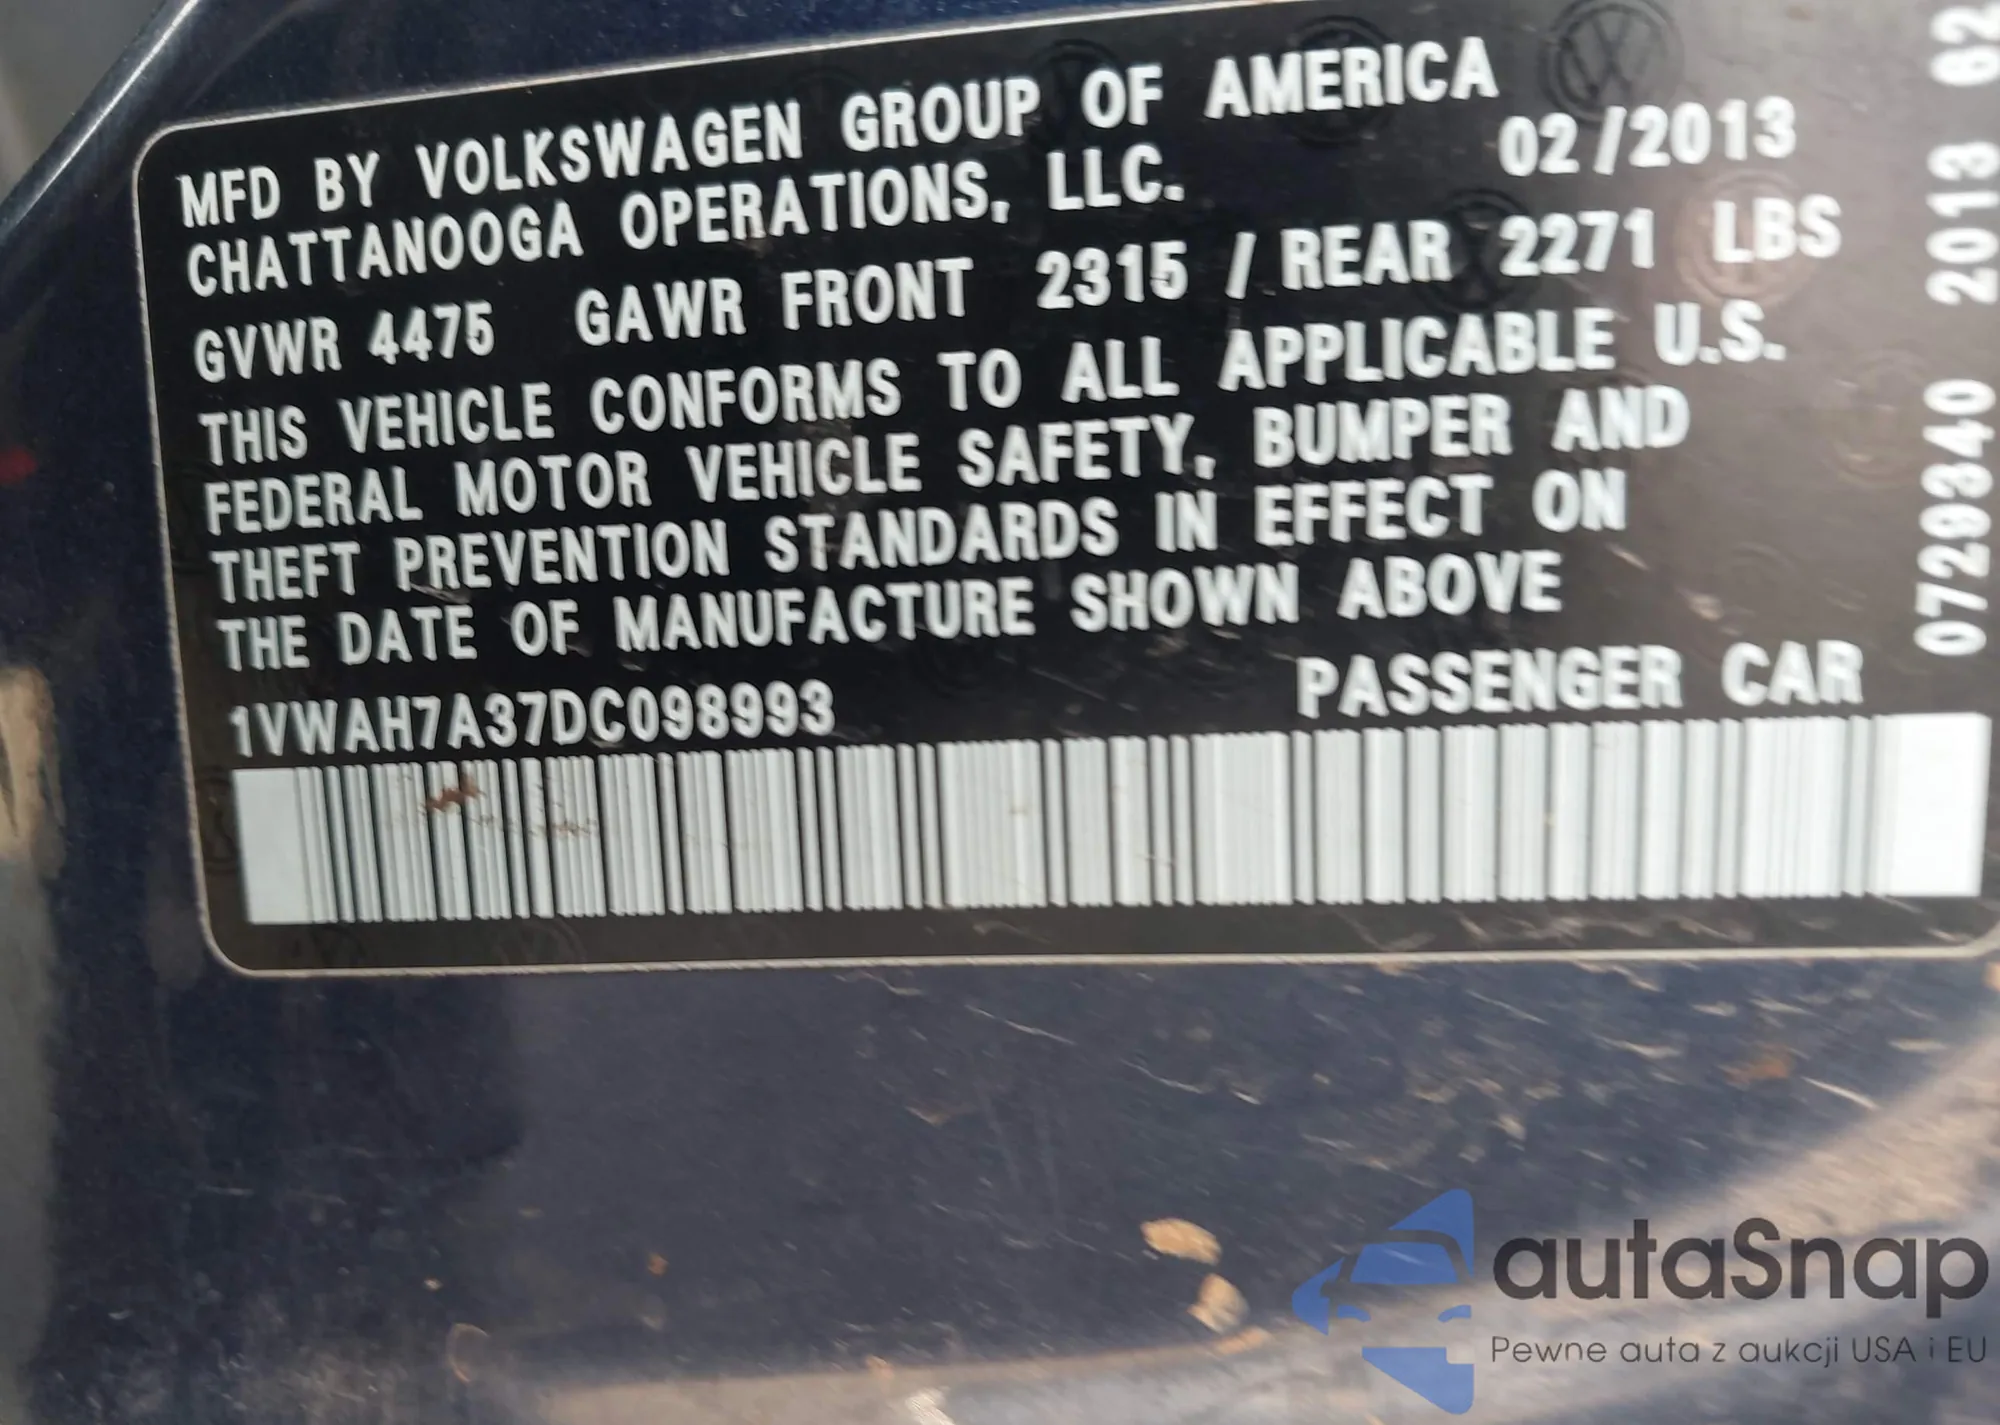 MFD BY VOLKSWAGEN GROUP OF AMERICA
CHATTANOOGA OPERATIONS, LLC. 02/2013
GVWR 4475 GAWR FRONT 2315 / REAR 2271 LBS
THIS VEHICLE CONFORMS TO ALL APPLICABLE U.S.
FEDERAL MOTOR VEHICLE SAFETY, BUMPER AND
THEFT PREVENTION STANDARDS IN EFFECT ON
THE DATE OF MANUFACTURE SHOWN ABOVE
1VWAH7A37DC098993 PASSENGER CAR
0729340 2013 62
autaSnap
Pewne auta z aukcji USA i EU